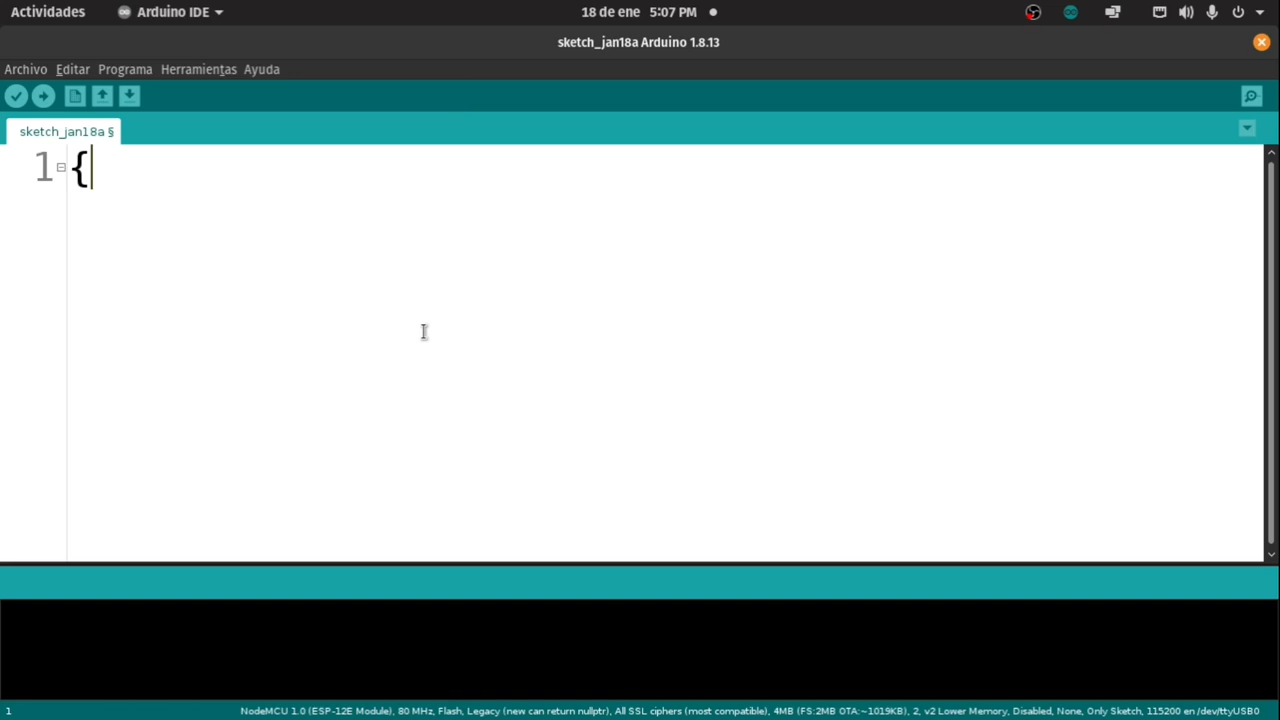 Actividades Arduino IDE 18 de ene 5:07 PM
sketch_jan18a Arduino 1.8.13
Archivo Editar Programa Herramientas Ayuda
sketch_jan18a §
1 {
1 NodeMCU 1.0 (ESP-12E Module), 80 MHz, Flash, Legacy (new can return nullptr), All SSL ciphers (most compatible), 4MB (FS:2MB OTA:~1019KB), 2, v2 Lower Memory, Disabled, None, Only Sketch, 115200 en /dev/ttyUSB0